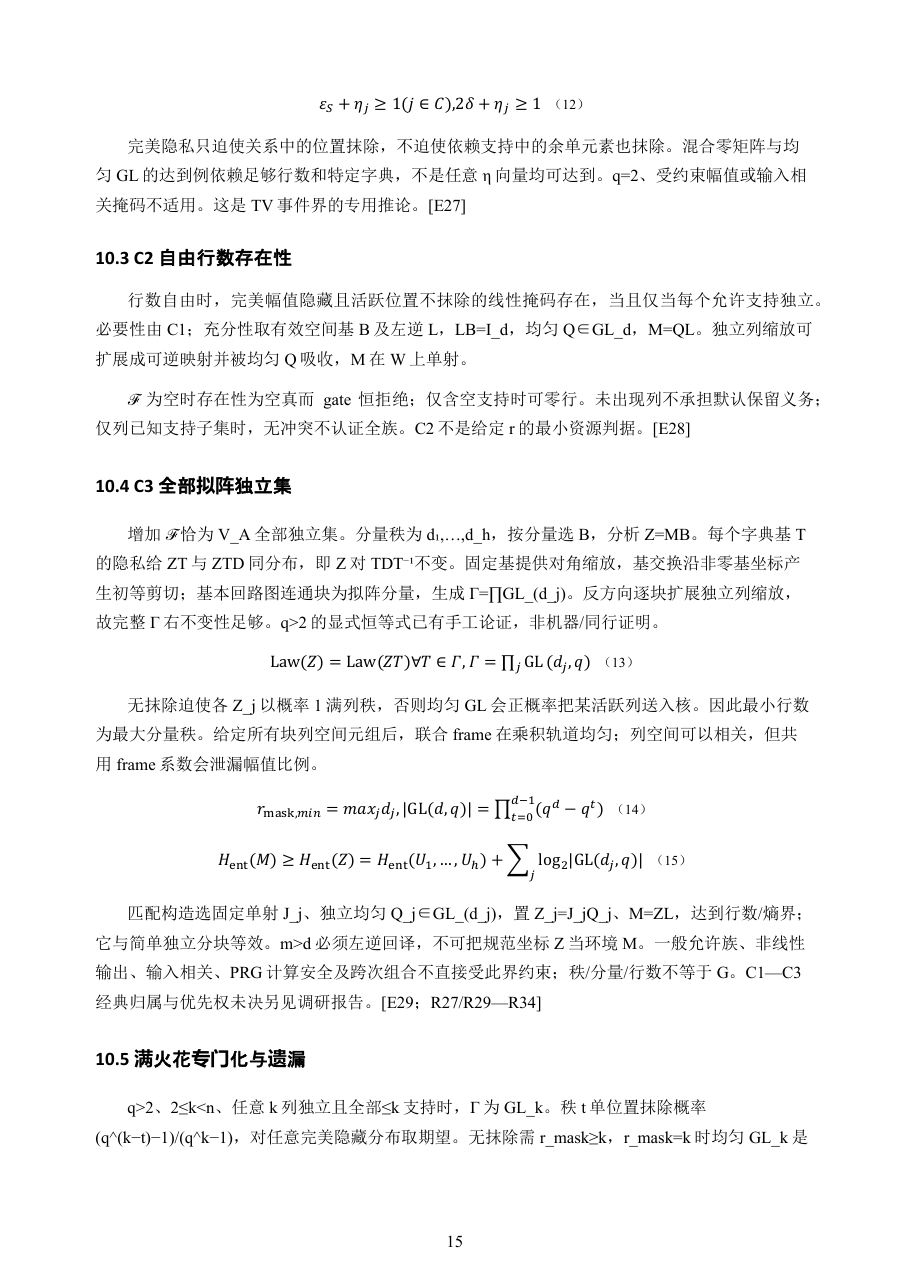 𝜀_𝑆 + 𝜂_𝑗 ≥ 1(𝑗 ∈ 𝐶),2𝛿 + 𝜂_𝑗 ≥ 1 （12）
完美隐私只迫使关系中的位置抹除，不迫使依赖支持中的余单元素也抹除。混合零矩阵与均
匀 GL 的达到例依赖足够行数和特定字典，不是任意 η 向量均可达到。q=2、受约束幅值或输入相
关掩码不适用。这是 TV 事件界的专用推论。[E27]
10.3 C2 自由行数存在性
行数自由时，完美幅值隐藏且活跃位置不抹除的线性掩码存在，当且仅当每个允许支持独立。
必要性由 C1；充分性取有效空间基 B 及左逆 L，LB=I_d，均匀 Q∈GL_d，M=QL。独立列缩放可
扩展成可逆映射并被均匀 Q 吸收，M 在 W 上单射。
ℱ 为空时存在性为空真而 gate 恒拒绝；仅含空支持时可零行。未出现列不承担默认保留义务；
仅列已知支持子集时，无冲突不认证全族。C2 不是给定 r 的最小资源判据。[E28]
10.4 C3 全部拟阵独立集
增加 ℱ恰为 V_A 全部独立集。分量秩为 d₁,…,d_h，按分量选 B，分析 Z=MB。每个字典基 T
的隐私给 ZT 与 ZTD 同分布，即 Z 对 TDT⁻¹不变。固定基提供对角缩放，基交换沿非零基坐标产
生初等剪切；基本回路图连通块为拟阵分量，生成 Γ=∏GL_(d_j)。反方向逐块扩展独立列缩放，
故完整 Γ 右不变性足够。q>2 的显式恒等式已有手工论证，非机器/同行证明。
Law(𝑍) = Law(𝑍𝑇)∀𝑇 ∈ 𝛤, 𝛤 = ∏_𝑗 GL (𝑑_𝑗, 𝑞) （13）
无抹除迫使各 Z_j 以概率 1 满列秩，否则均匀 GL 会正概率把某活跃列送入核。因此最小行数
为最大分量秩。给定所有块列空间元组后，联合 frame 在乘积轨道均匀；列空间可以相关，但共
用 frame 系数会泄漏幅值比例。
𝑟_{mask,𝑚𝑖𝑛} = 𝑚𝑎𝑥_𝑗 𝑑_𝑗, |GL(𝑑, 𝑞)| = ∏_{𝑡=0}^{𝑑−1}(𝑞^𝑑 − 𝑞^𝑡) （14）
𝐻_ent(𝑀) ≥ 𝐻_ent(𝑍) = 𝐻_ent(𝑈_1, … , 𝑈_ℎ) + ∑_𝑗 log_2|GL(𝑑_𝑗, 𝑞)| （15）
匹配构造选固定单射 J_j、独立均匀 Q_j∈GL_(d_j)，置 Z_j=J_jQ_j、M=ZL，达到行数/熵界；
它与简单独立分块等效。m>d 必须左逆回译，不可把规范坐标 Z 当环境 M。一般允许族、非线性
输出、输入相关、PRG 计算安全及跨次组合不直接受此界约束；秩/分量/行数不等于 G。C1—C3
经典归属与优先权未决另见调研报告。[E29；R27/R29—R34]
10.5 满火花专门化与遗漏
q>2、2≤k<n、任意 k 列独立且全部≤k 支持时，Γ 为 GL_k。秩 t 单位置抹除概率
(q^(k−t)−1)/(q^k−1)，对任意完美隐藏分布取期望。无抹除需 r_mask≥k，r_mask=k 时均匀 GL_k 是
15